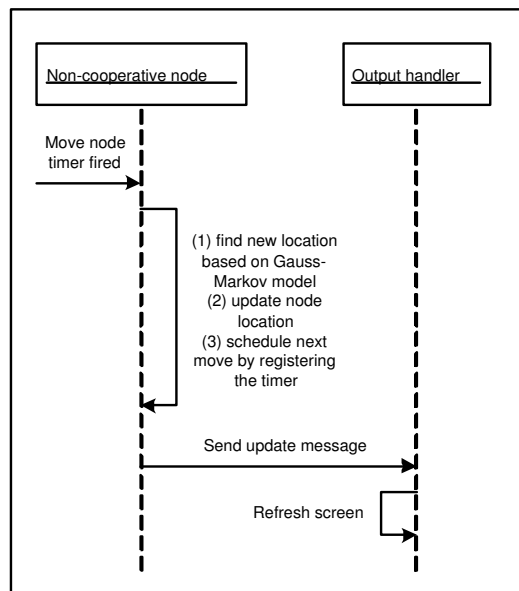 Non-cooperative node
Output handler
Move node
timer fired
(1) find new location
based on Gauss-
Markov model
(2) update node
location
(3) schedule next
move by registering
the timer
Send update message
Refresh screen